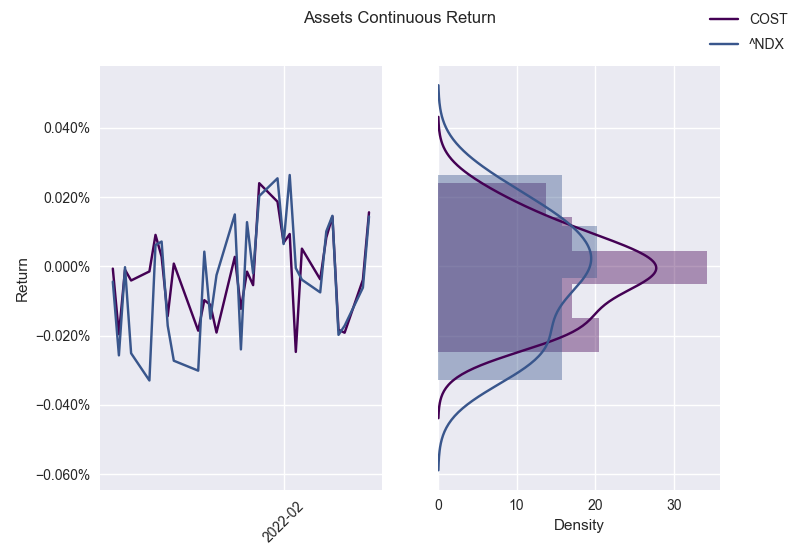 Assets Continuous Return
COST
^NDX
Return
0.040%
0.020%
0.000%
−0.020%
−0.040%
−0.060%
2022-02
0
10
20
30
Density